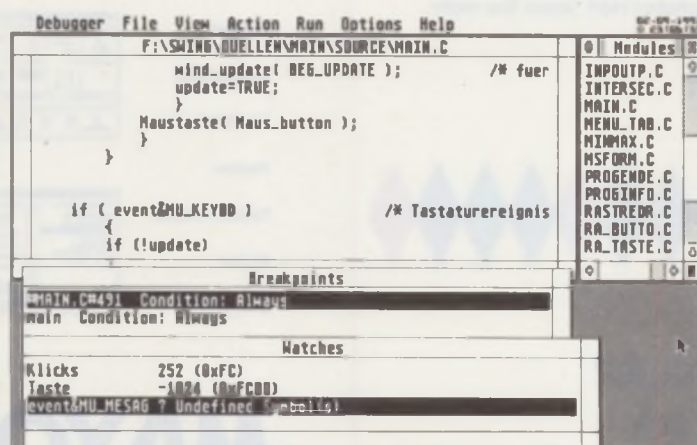 Debugger File View Action Run Options Help
F:\SWING\QUELLEN\MAIN\SOURCE\MAIN.C
wind_update( BEG_UPDATE ); /* fuer
update=TRUE;
}
Maustaste( Maus_button );
}
}
if ( event&MU_KEYBD ) /* Tastaturereignis
{
if (!update)
Modules
INPOUTP.C
INTERSEC.C
MAIN.C
MENU_TAB.C
MINMAX.C
MSFORM.C
PROGENDE.C
PROGINFO.C
RASTREDR.C
RA_BUTTO.C
RA_TASTE.C
Breakpoints
#MAIN.C#491 Condition: Always
main Condition: Always
Watches
Klicks 252 (0xFC)
Taste -1024 (0xFC00)
event&MU_MESAG ? Undefined Symbol(s)